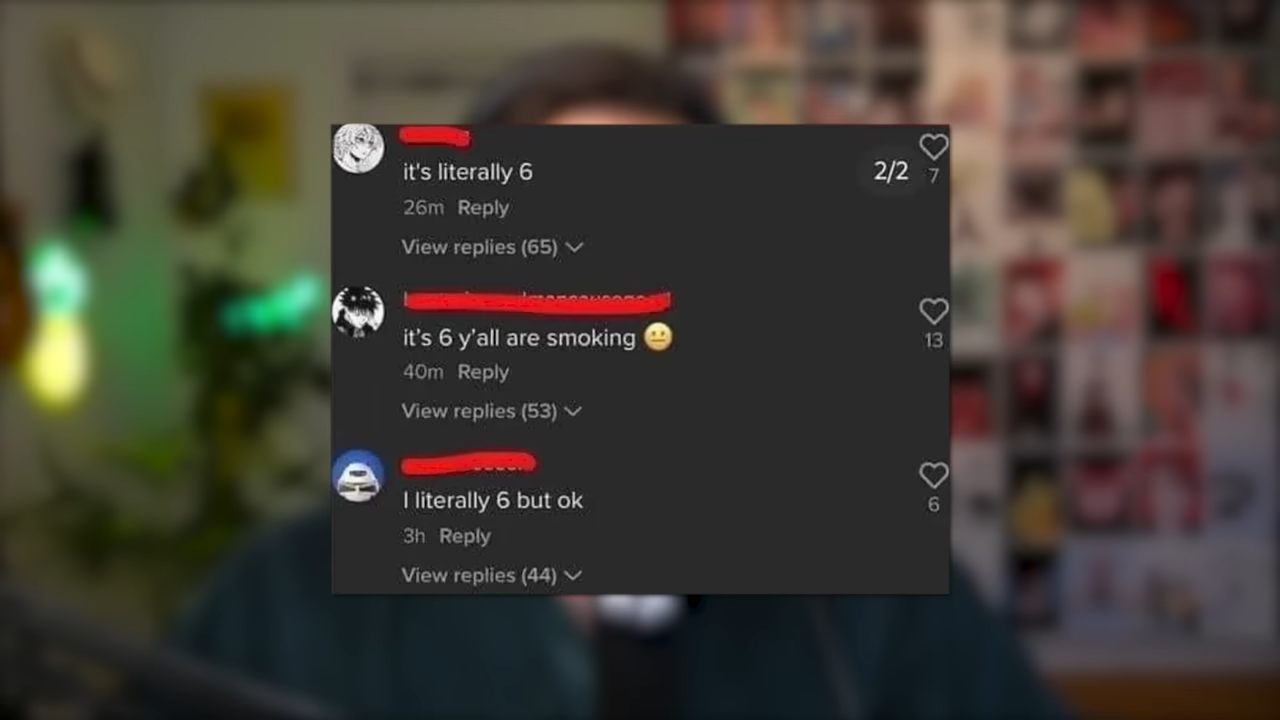 it's literally 6
2/2
7
26m Reply
View replies (65)
it's 6 y'all are smoking 😐
13
40m Reply
View replies (53)
I literally 6 but ok
6
3h Reply
View replies (44)